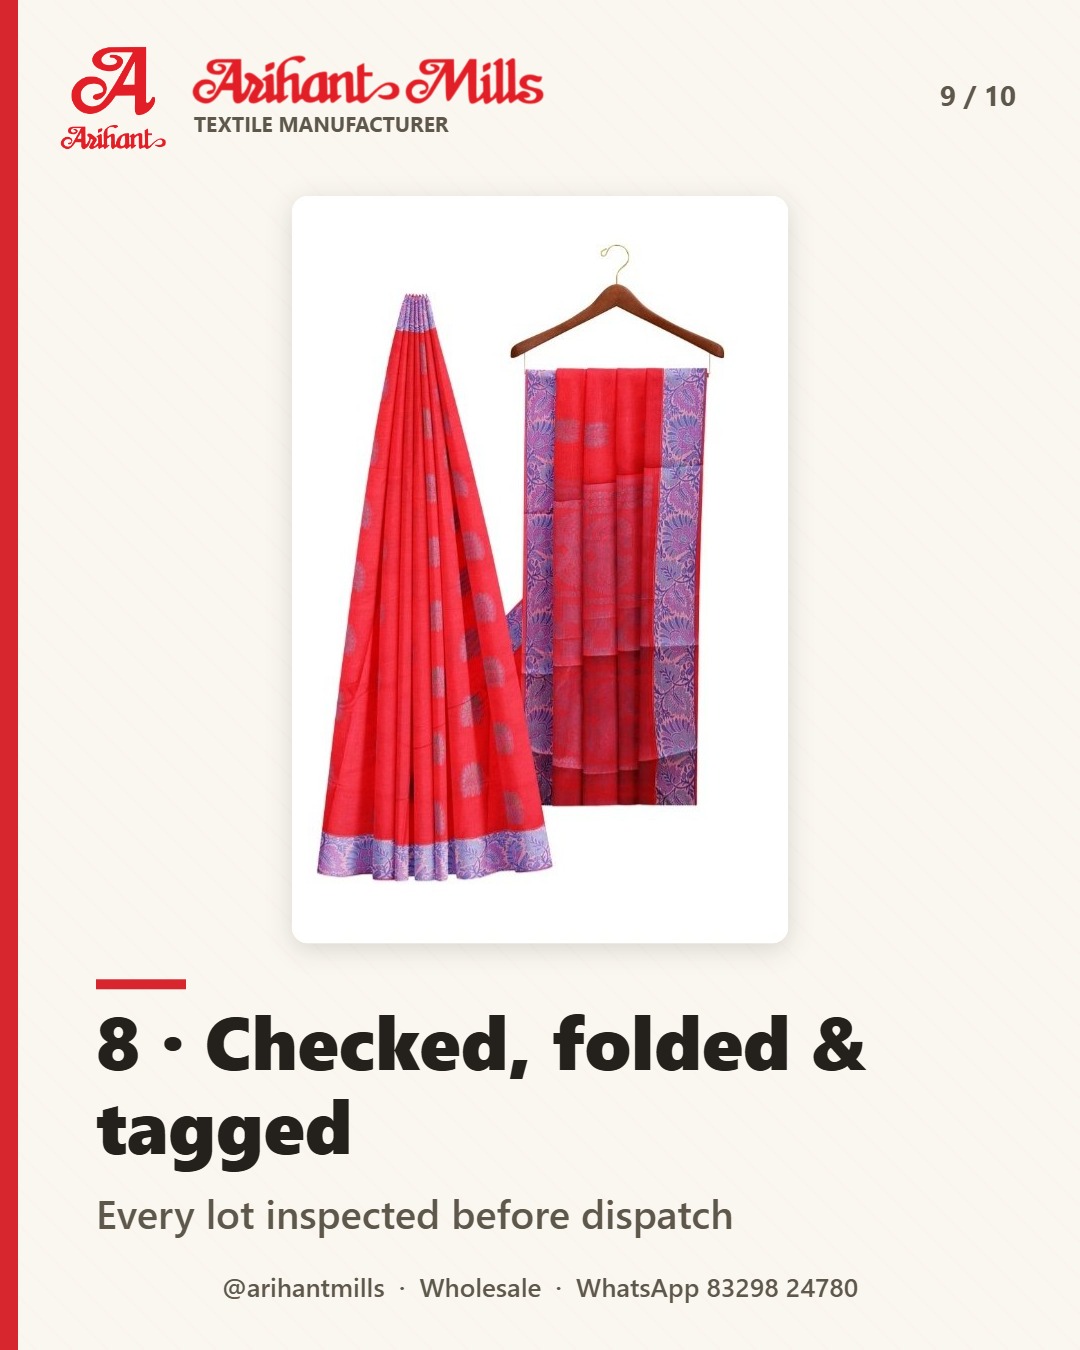 A
Arihant
Arihant Mills
TEXTILE MANUFACTURER
9 / 10
8 · Checked, folded &
tagged
Every lot inspected before dispatch
@arihantmills · Wholesale · WhatsApp 83298 24780